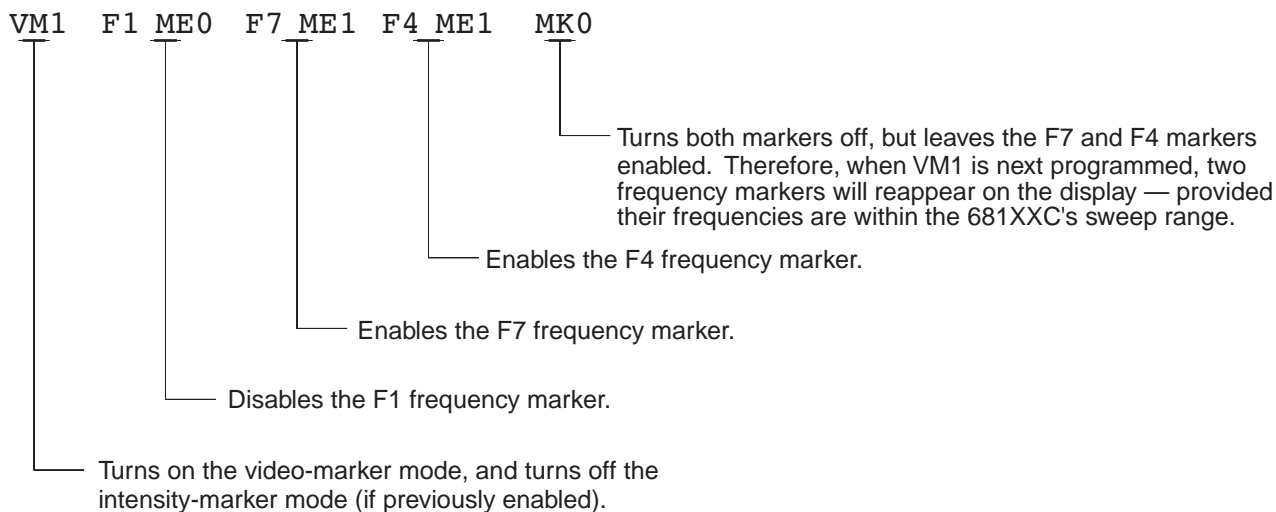 VM1 F1 ME0 F7 ME1 F4 ME1 MK0
Turns both markers off, but leaves the F7 and F4 markers
enabled. Therefore, when VM1 is next programmed, two
frequency markers will reappear on the display — provided
their frequencies are within the 681XXC's sweep range.
Enables the F4 frequency marker.
Enables the F7 frequency marker.
Disables the F1 frequency marker.
Turns on the video-marker mode, and turns off the
intensity-marker mode (if previously enabled).